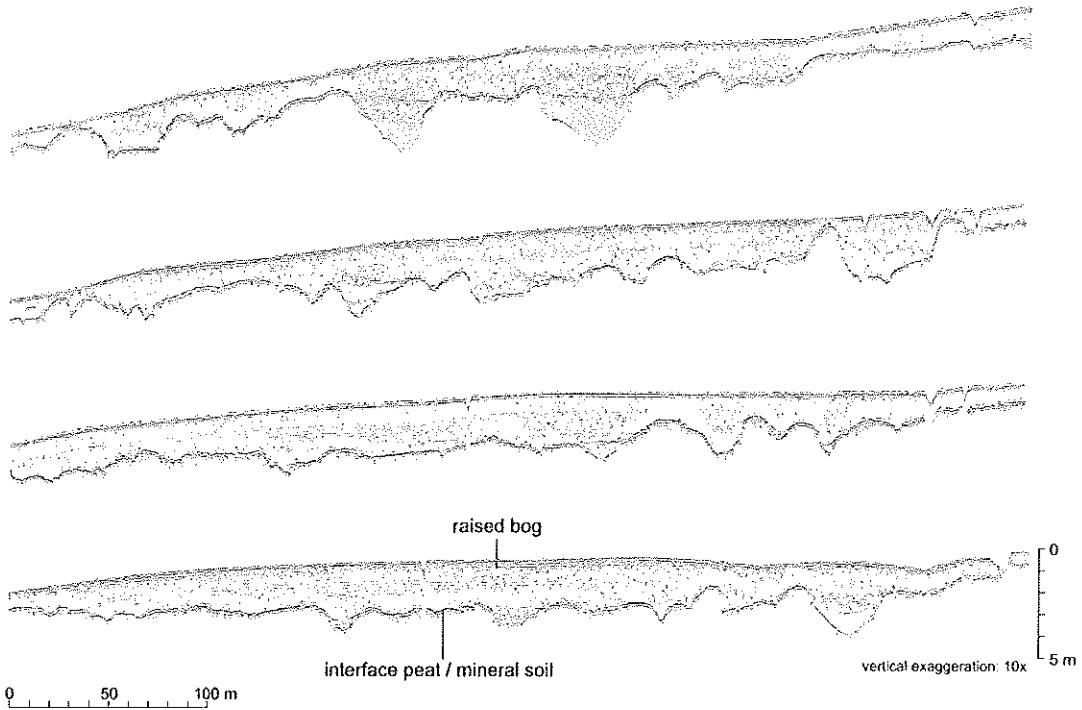 raised bog
interface peat / mineral soil
0
5 m
vertical exaggeration: 10x
0 50 100 m